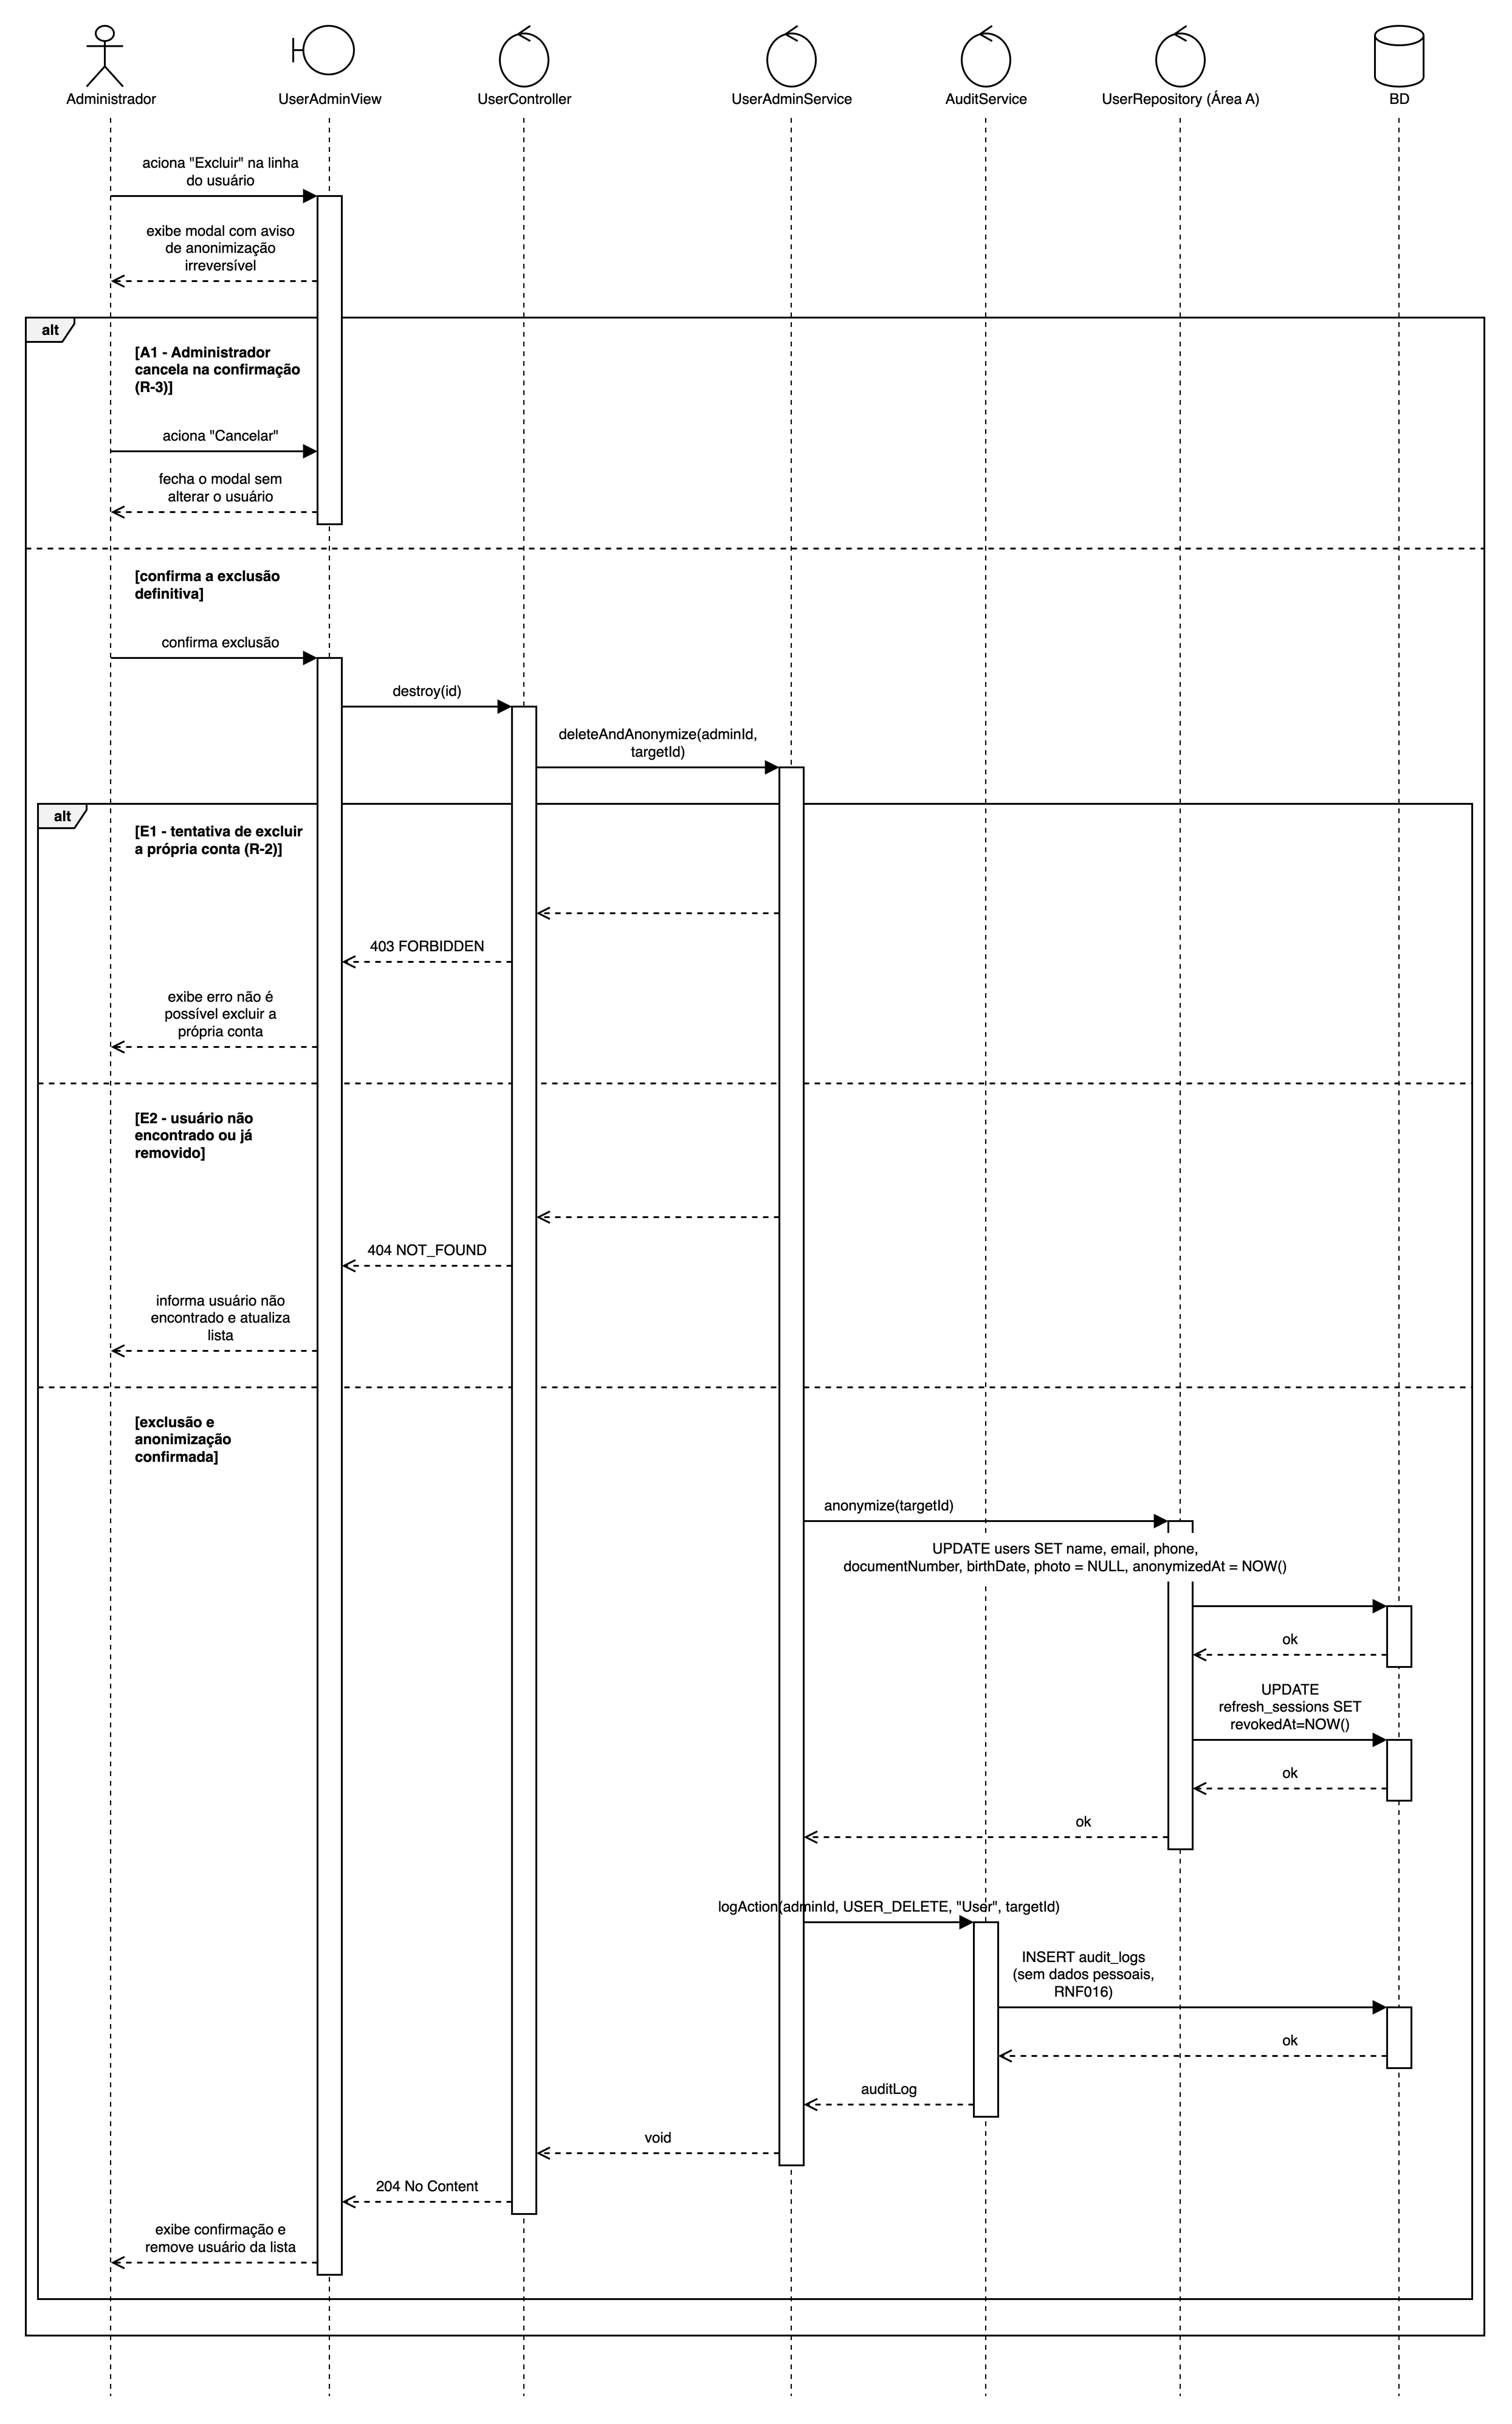 Administrador
UserAdminView
UserController
UserAdminService
AuditService
UserRepository (Área A)
BD
aciona "Excluir" na linha
do usuário
exibe modal com aviso
de anonimização
irreversível
alt
[A1 - Administrador
cancela na confirmação
(R-3)]
aciona "Cancelar"
fecha o modal sem
alterar o usuário
[confirma a exclusão
definitiva]
confirma exclusão
destroy(id)
deleteAndAnonymize(adminId,
targetId)
alt
[E1 - tentativa de excluir
a própria conta (R-2)]
403 FORBIDDEN
exibe erro não é
possível excluir a
própria conta
[E2 - usuário não
encontrado ou já
removido]
404 NOT_FOUND
informa usuário não
encontrado e atualiza
lista
[exclusão e
anonimização
confirmada]
anonymize(targetId)
UPDATE users SET name, email, phone,
documentNumber, birthDate, photo = NULL, anonymizedAt = NOW()
ok
UPDATE
refresh_sessions SET
revokedAt=NOW()
ok
ok
logAction(adminId, USER_DELETE, "User", targetId)
INSERT audit_logs
(sem dados pessoais,
RNF016)
ok
auditLog
void
204 No Content
exibe confirmação e
remove usuário da lista